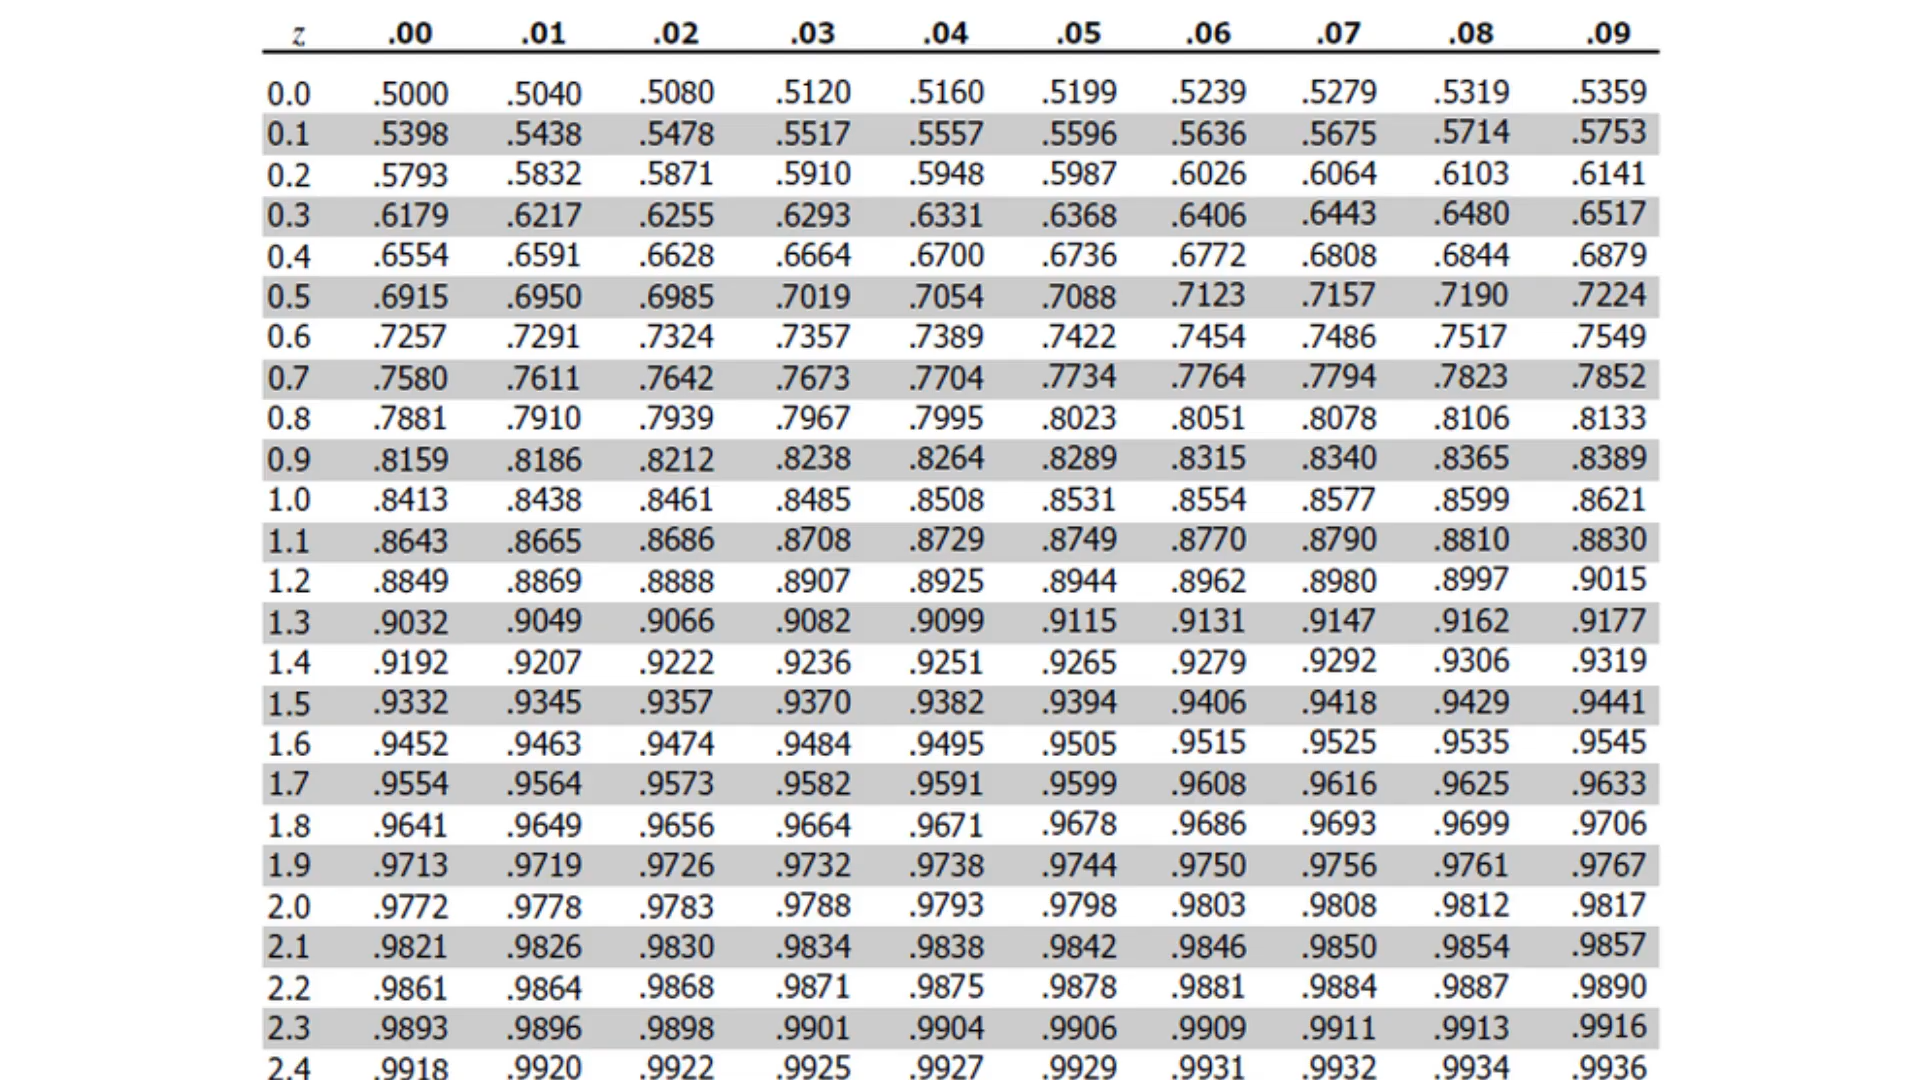 z .00 .01 .02 .03 .04 .05 .06 .07 .08 .09
0.0 .5000 .5040 .5080 .5120 .5160 .5199 .5239 .5279 .5319 .5359
0.1 .5398 .5438 .5478 .5517 .5557 .5596 .5636 .5675 .5714 .5753
0.2 .5793 .5832 .5871 .5910 .5948 .5987 .6026 .6064 .6103 .6141
0.3 .6179 .6217 .6255 .6293 .6331 .6368 .6406 .6443 .6480 .6517
0.4 .6554 .6591 .6628 .6664 .6700 .6736 .6772 .6808 .6844 .6879
0.5 .6915 .6950 .6985 .7019 .7054 .7088 .7123 .7157 .7190 .7224
0.6 .7257 .7291 .7324 .7357 .7389 .7422 .7454 .7486 .7517 .7549
0.7 .7580 .7611 .7642 .7673 .7704 .7734 .7764 .7794 .7823 .7852
0.8 .7881 .7910 .7939 .7967 .7995 .8023 .8051 .8078 .8106 .8133
0.9 .8159 .8186 .8212 .8238 .8264 .8289 .8315 .8340 .8365 .8389
1.0 .8413 .8438 .8461 .8485 .8508 .8531 .8554 .8577 .8599 .8621
1.1 .8643 .8665 .8686 .8708 .8729 .8749 .8770 .8790 .8810 .8830
1.2 .8849 .8869 .8888 .8907 .8925 .8944 .8962 .8980 .8997 .9015
1.3 .9032 .9049 .9066 .9082 .9099 .9115 .9131 .9147 .9162 .9177
1.4 .9192 .9207 .9222 .9236 .9251 .9265 .9279 .9292 .9306 .9319
1.5 .9332 .9345 .9357 .9370 .9382 .9394 .9406 .9418 .9429 .9441
1.6 .9452 .9463 .9474 .9484 .9495 .9505 .9515 .9525 .9535 .9545
1.7 .9554 .9564 .9573 .9582 .9591 .9599 .9608 .9616 .9625 .9633
1.8 .9641 .9649 .9656 .9664 .9671 .9678 .9686 .9693 .9699 .9706
1.9 .9713 .9719 .9726 .9732 .9738 .9744 .9750 .9756 .9761 .9767
2.0 .9772 .9778 .9783 .9788 .9793 .9798 .9803 .9808 .9812 .9817
2.1 .9821 .9826 .9830 .9834 .9838 .9842 .9846 .9850 .9854 .9857
2.2 .9861 .9864 .9868 .9871 .9875 .9878 .9881 .9884 .9887 .9890
2.3 .9893 .9896 .9898 .9901 .9904 .9906 .9909 .9911 .9913 .9916
2.4 .9918 .9920 .9922 .9925 .9927 .9929 .9931 .9932 .9934 .9936